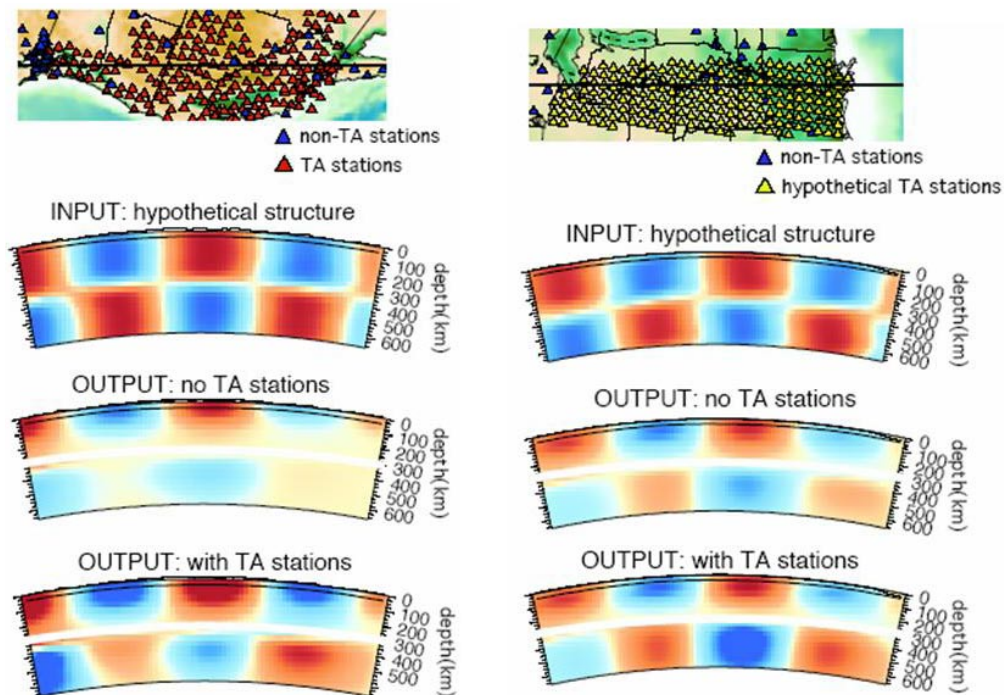 non-TA stations
TA stations
INPUT: hypothetical structure
0
100
200
300
400
500
600
depth(km)
OUTPUT: no TA stations
0
100
200
300
400
500
600
depth(km)
OUTPUT: with TA stations
0
100
200
300
400
500
depth(km)
non-TA stations
hypothetical TA stations
INPUT: hypothetical structure
0
100
200
300
400
500
600
depth(km)
OUTPUT: no TA stations
0
100
200
300
400
500
600
depth(km)
OUTPUT: with TA stations
0
100
200
300
400
500
600
depth(km)